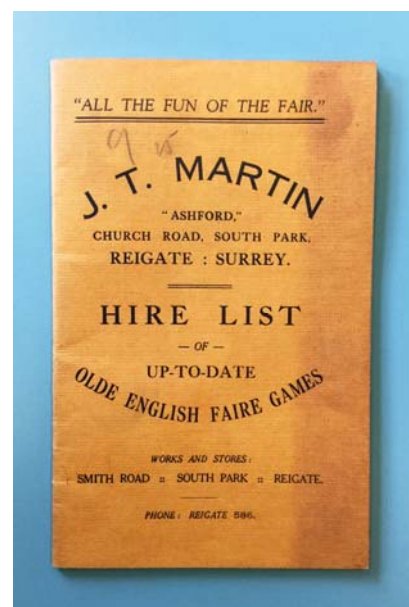 "ALL THE FUN OF THE FAIR."
J. T. MARTIN
"ASHFORD,"
CHURCH ROAD, SOUTH PARK,
REIGATE : SURREY.
HIRE LIST
— OF —
UP-TO-DATE
OLDE ENGLISH FAIRE GAMES
WORKS AND STORES:
SMITH ROAD :: SOUTH PARK :: REIGATE.
PHONE: REIGATE 586.